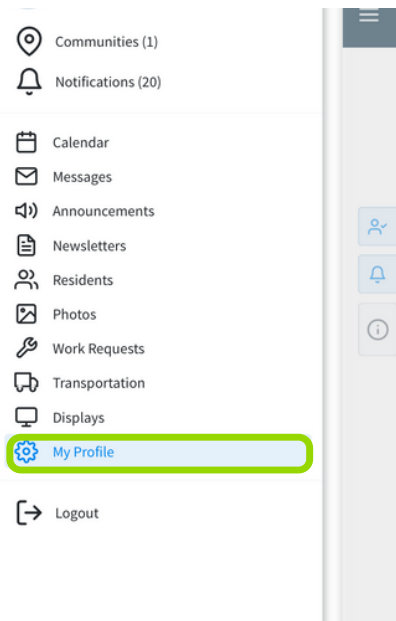 Communities (1)
Notifications (20)
Calendar
Messages
Announcements
Newsletters
Residents
Photos
Work Requests
Transportation
Displays
My Profile
Logout